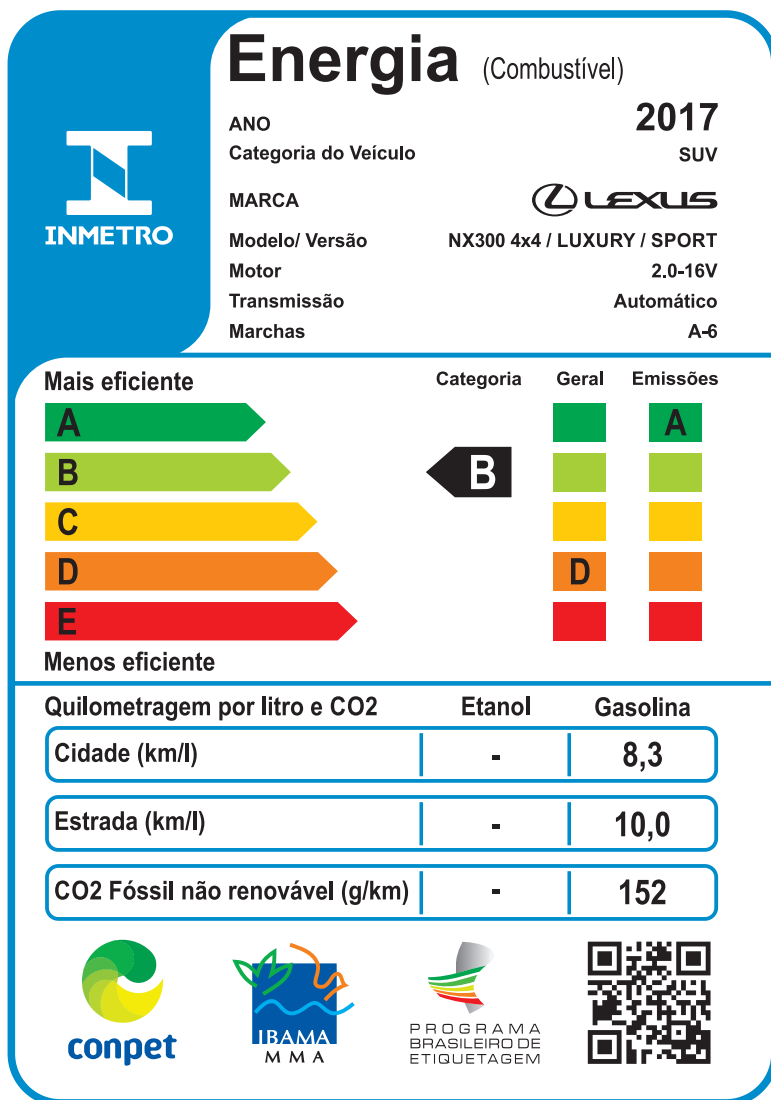 Energia (Combustível)
ANO 2017
Categoria do Veículo SUV
MARCA LEXUS
INMETRO
Modelo/ Versão NX300 4x4 / LUXURY / SPORT
Motor 2.0-16V
Transmissão Automático
Marchas A-6
Mais eficiente Categoria Geral Emissões
A A
B B
C
D D
E
Menos eficiente
Quilometragem por litro e CO2 Etanol Gasolina
Cidade (km/l) - 8,3
Estrada (km/l) - 10,0
CO2 Fóssil não renovável (g/km) - 152
conpet
IBAMA
MMA
PROGRAMA
BRASILEIRO DE
ETIQUETAGEM